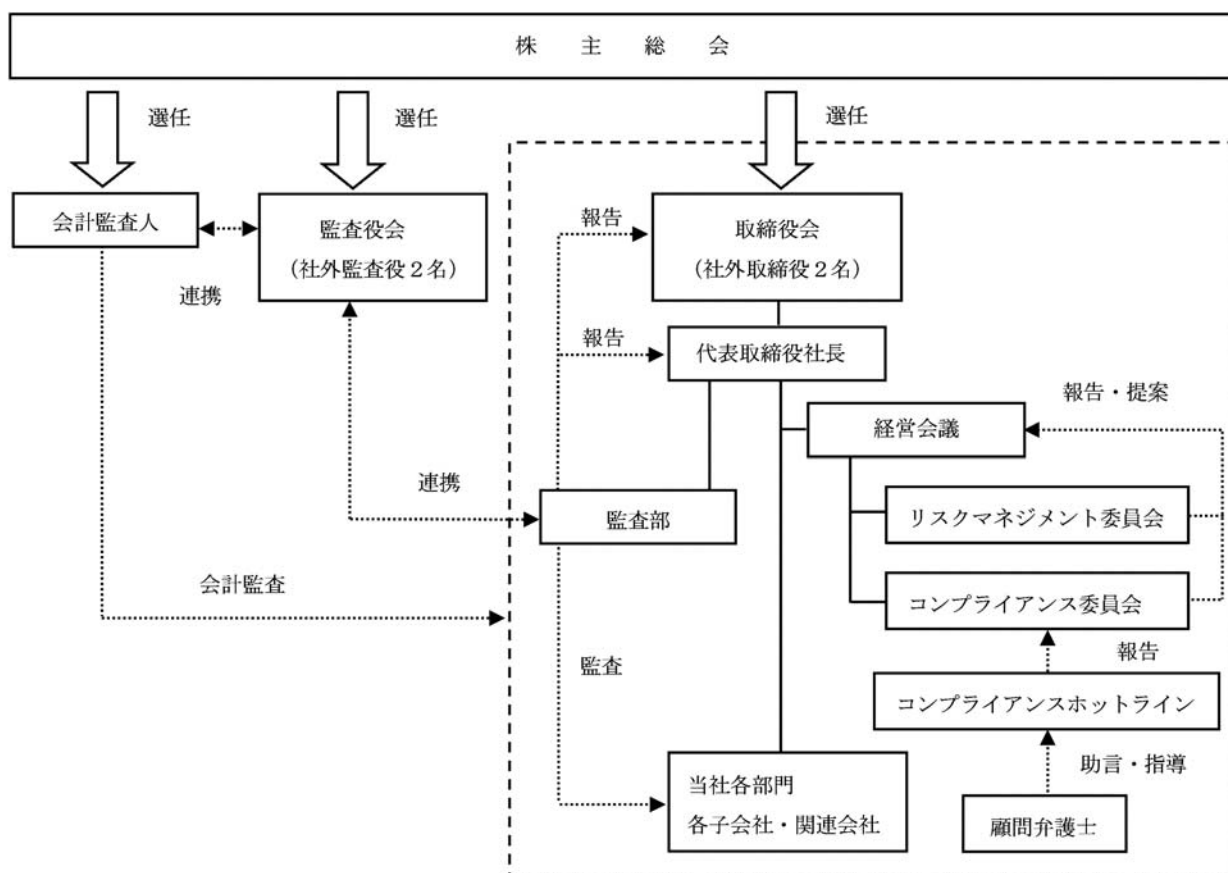 株主総会
選任
選任
選任
会計監査人
監査役会
（社外監査役２名）
連携
報告
取締役会
（社外取締役２名）
報告
代表取締役社長
報告・提案
経営会議
連携
監査部
リスクマネジメント委員会
会計監査
コンプライアンス委員会
監査
報告
コンプライアンスホットライン
助言・指導
当社各部門
各子会社・関連会社
顧問弁護士